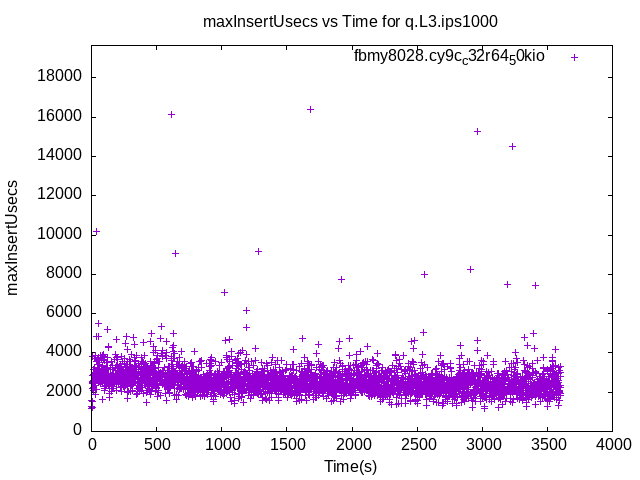 maxInsertUsecs vs Time for q.L3.ips1000
fbmy8028.cy9c_c32r64_50kio
18000
16000
14000
12000
10000
8000
6000
4000
2000
0
maxInsertUsecs
0 500 1000 1500 2000 2500 3000 3500 4000
Time(s)